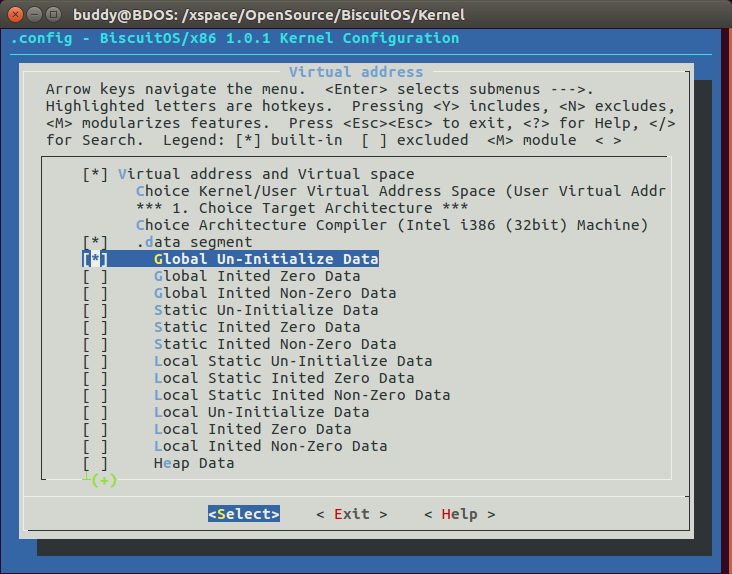 buddy@BDOS: /xspace/OpenSource/BiscuitOS/Kernel
.config - BiscuitOS/x86 1.0.1 Kernel Configuration
Virtual address
Arrow keys navigate the menu.  <Enter> selects submenus --->.
Highlighted letters are hotkeys.  Pressing <Y> includes, <N> excludes,
<M> modularizes features.  Press <Esc><Esc> to exit, <?> for Help, </>
for Search.  Legend: [*] built-in  [ ] excluded  <M> module  < >
[*] Virtual address and Virtual space
Choice Kernel/User Virtual Address Space (User Virtual Addr
*** 1. Choice Target Architecture ***
Choice Architecture Compiler (Intel i386 (32bit) Machine)
[*]   .data segment
[*]     Global Un-Initialize Data
[ ]     Global Inited Zero Data
[ ]     Global Inited Non-Zero Data
[ ]     Static Un-Initialize Data
[ ]     Static Inited Zero Data
[ ]     Static Inited Non-Zero Data
[ ]     Local Static Un-Initialize Data
[ ]     Local Static Inited Zero Data
[ ]     Local Static Inited Non-Zero Data
[ ]     Local Un-Initialize Data
[ ]     Local Inited Zero Data
[ ]     Local Inited Non-Zero Data
[ ]     Heap Data
(+)
<Select>    < Exit >    < Help >